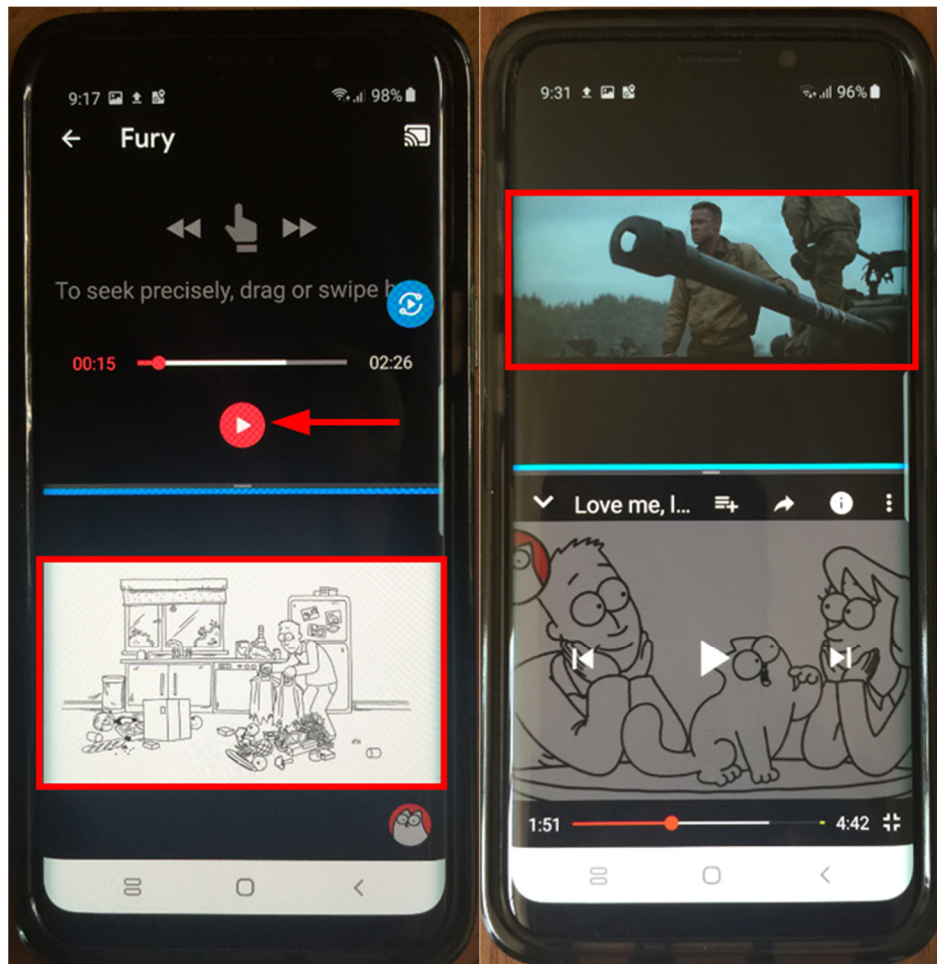 9:17
98%
Fury
To seek precisely, drag or swipe h
00:15
02:26
9:31
96%
Love me, l...
1:51
4:42